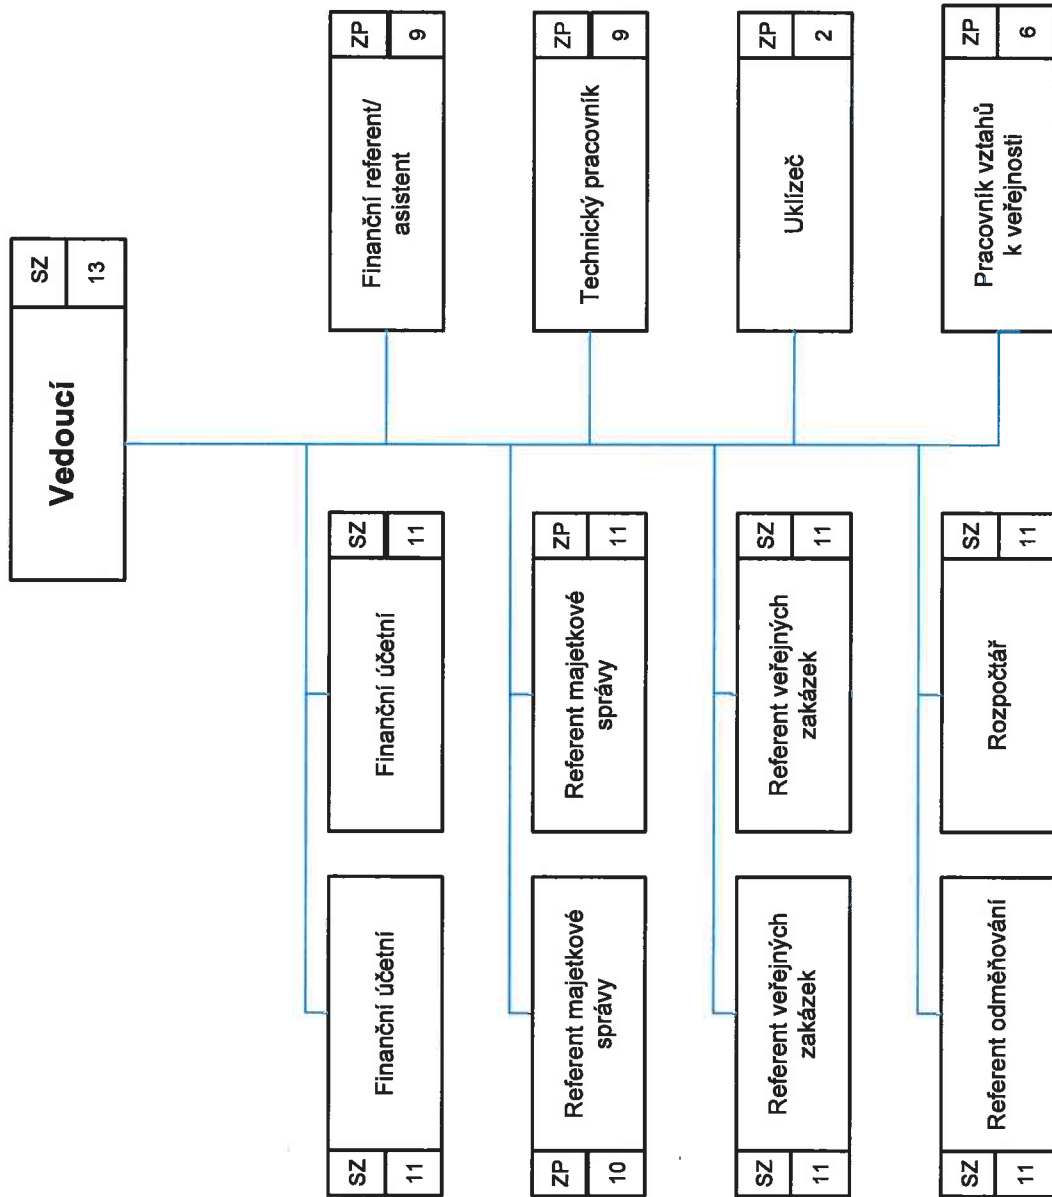 Vedoucí
SZ
13
Finanční účetní
SZ
11
Finanční účetní
SZ
11
Finanční referent/
asistent
ZP
9
Referent majetkové
správy
ZP
10
Referent majetkové
správy
ZP
11
Technický pracovník
ZP
9
Referent veřejných
zakázek
SZ
11
Referent veřejných
zakázek
SZ
11
Uklízeč
ZP
2
Referent odměňování
SZ
11
Rozpočtář
SZ
11
Pracovník vztahů
k veřejnosti
ZP
6